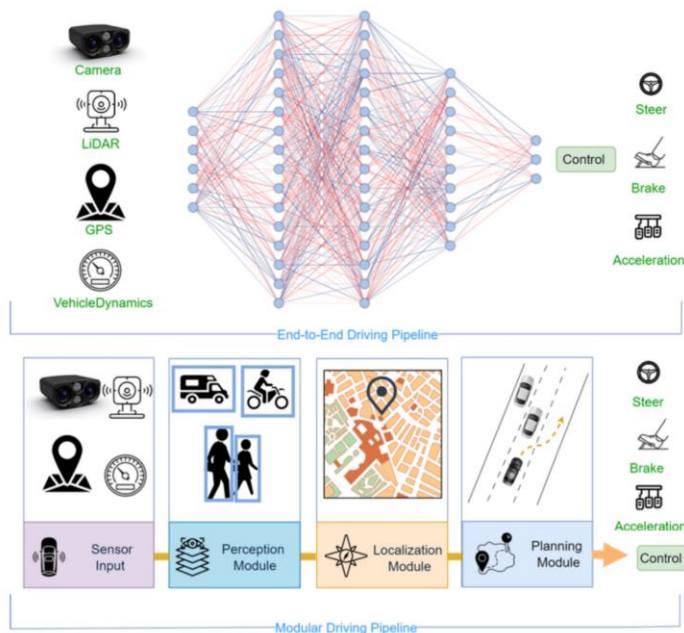 Camera
LiDAR
GPS
VehicleDynamics
Control
Steer
Brake
Acceleration
End-to-End Driving Pipeline
Sensor
Input
Perception
Module
Localization
Module
Planning
Module
Steer
Brake
Acceleration
Control
Modular Driving Pipeline